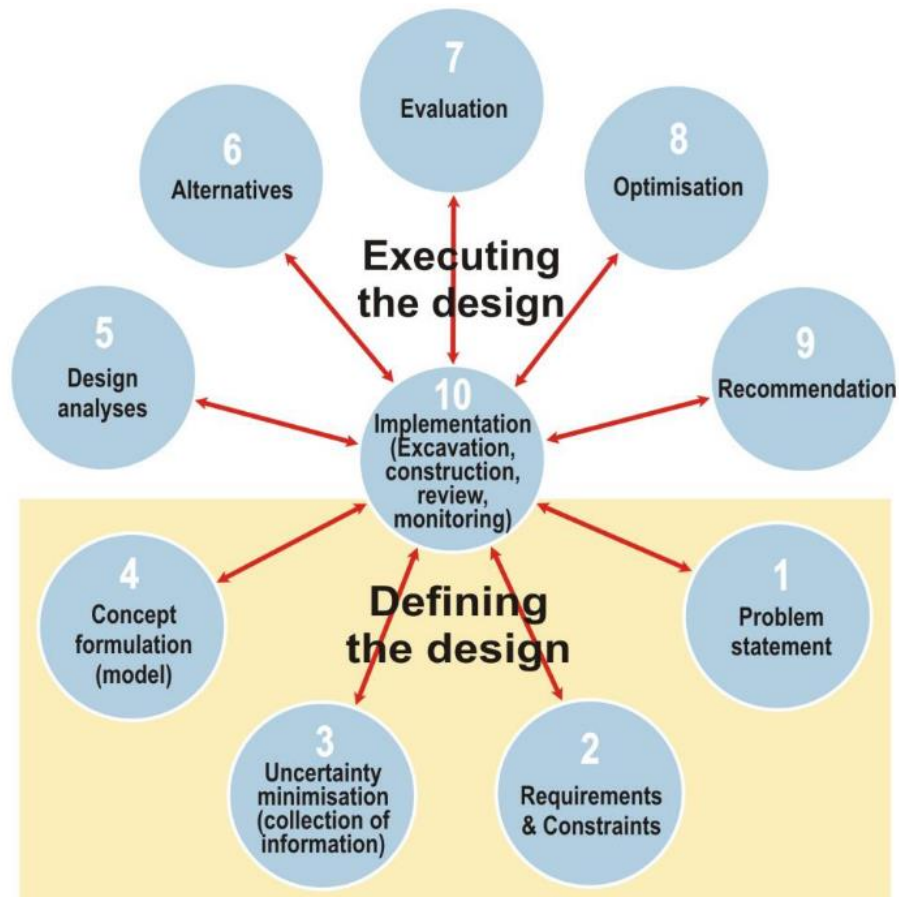 7
Evaluation
6
Alternatives
8
Optimisation
Executing
the design
5
Design
analyses
9
Recommendation
10
Implementation
(Excavation,
construction,
review,
monitoring)
4
Concept
formulation
(model)
Defining
the design
1
Problem
statement
3
Uncertainty
minimisation
(collection of
information)
2
Requirements
& Constraints